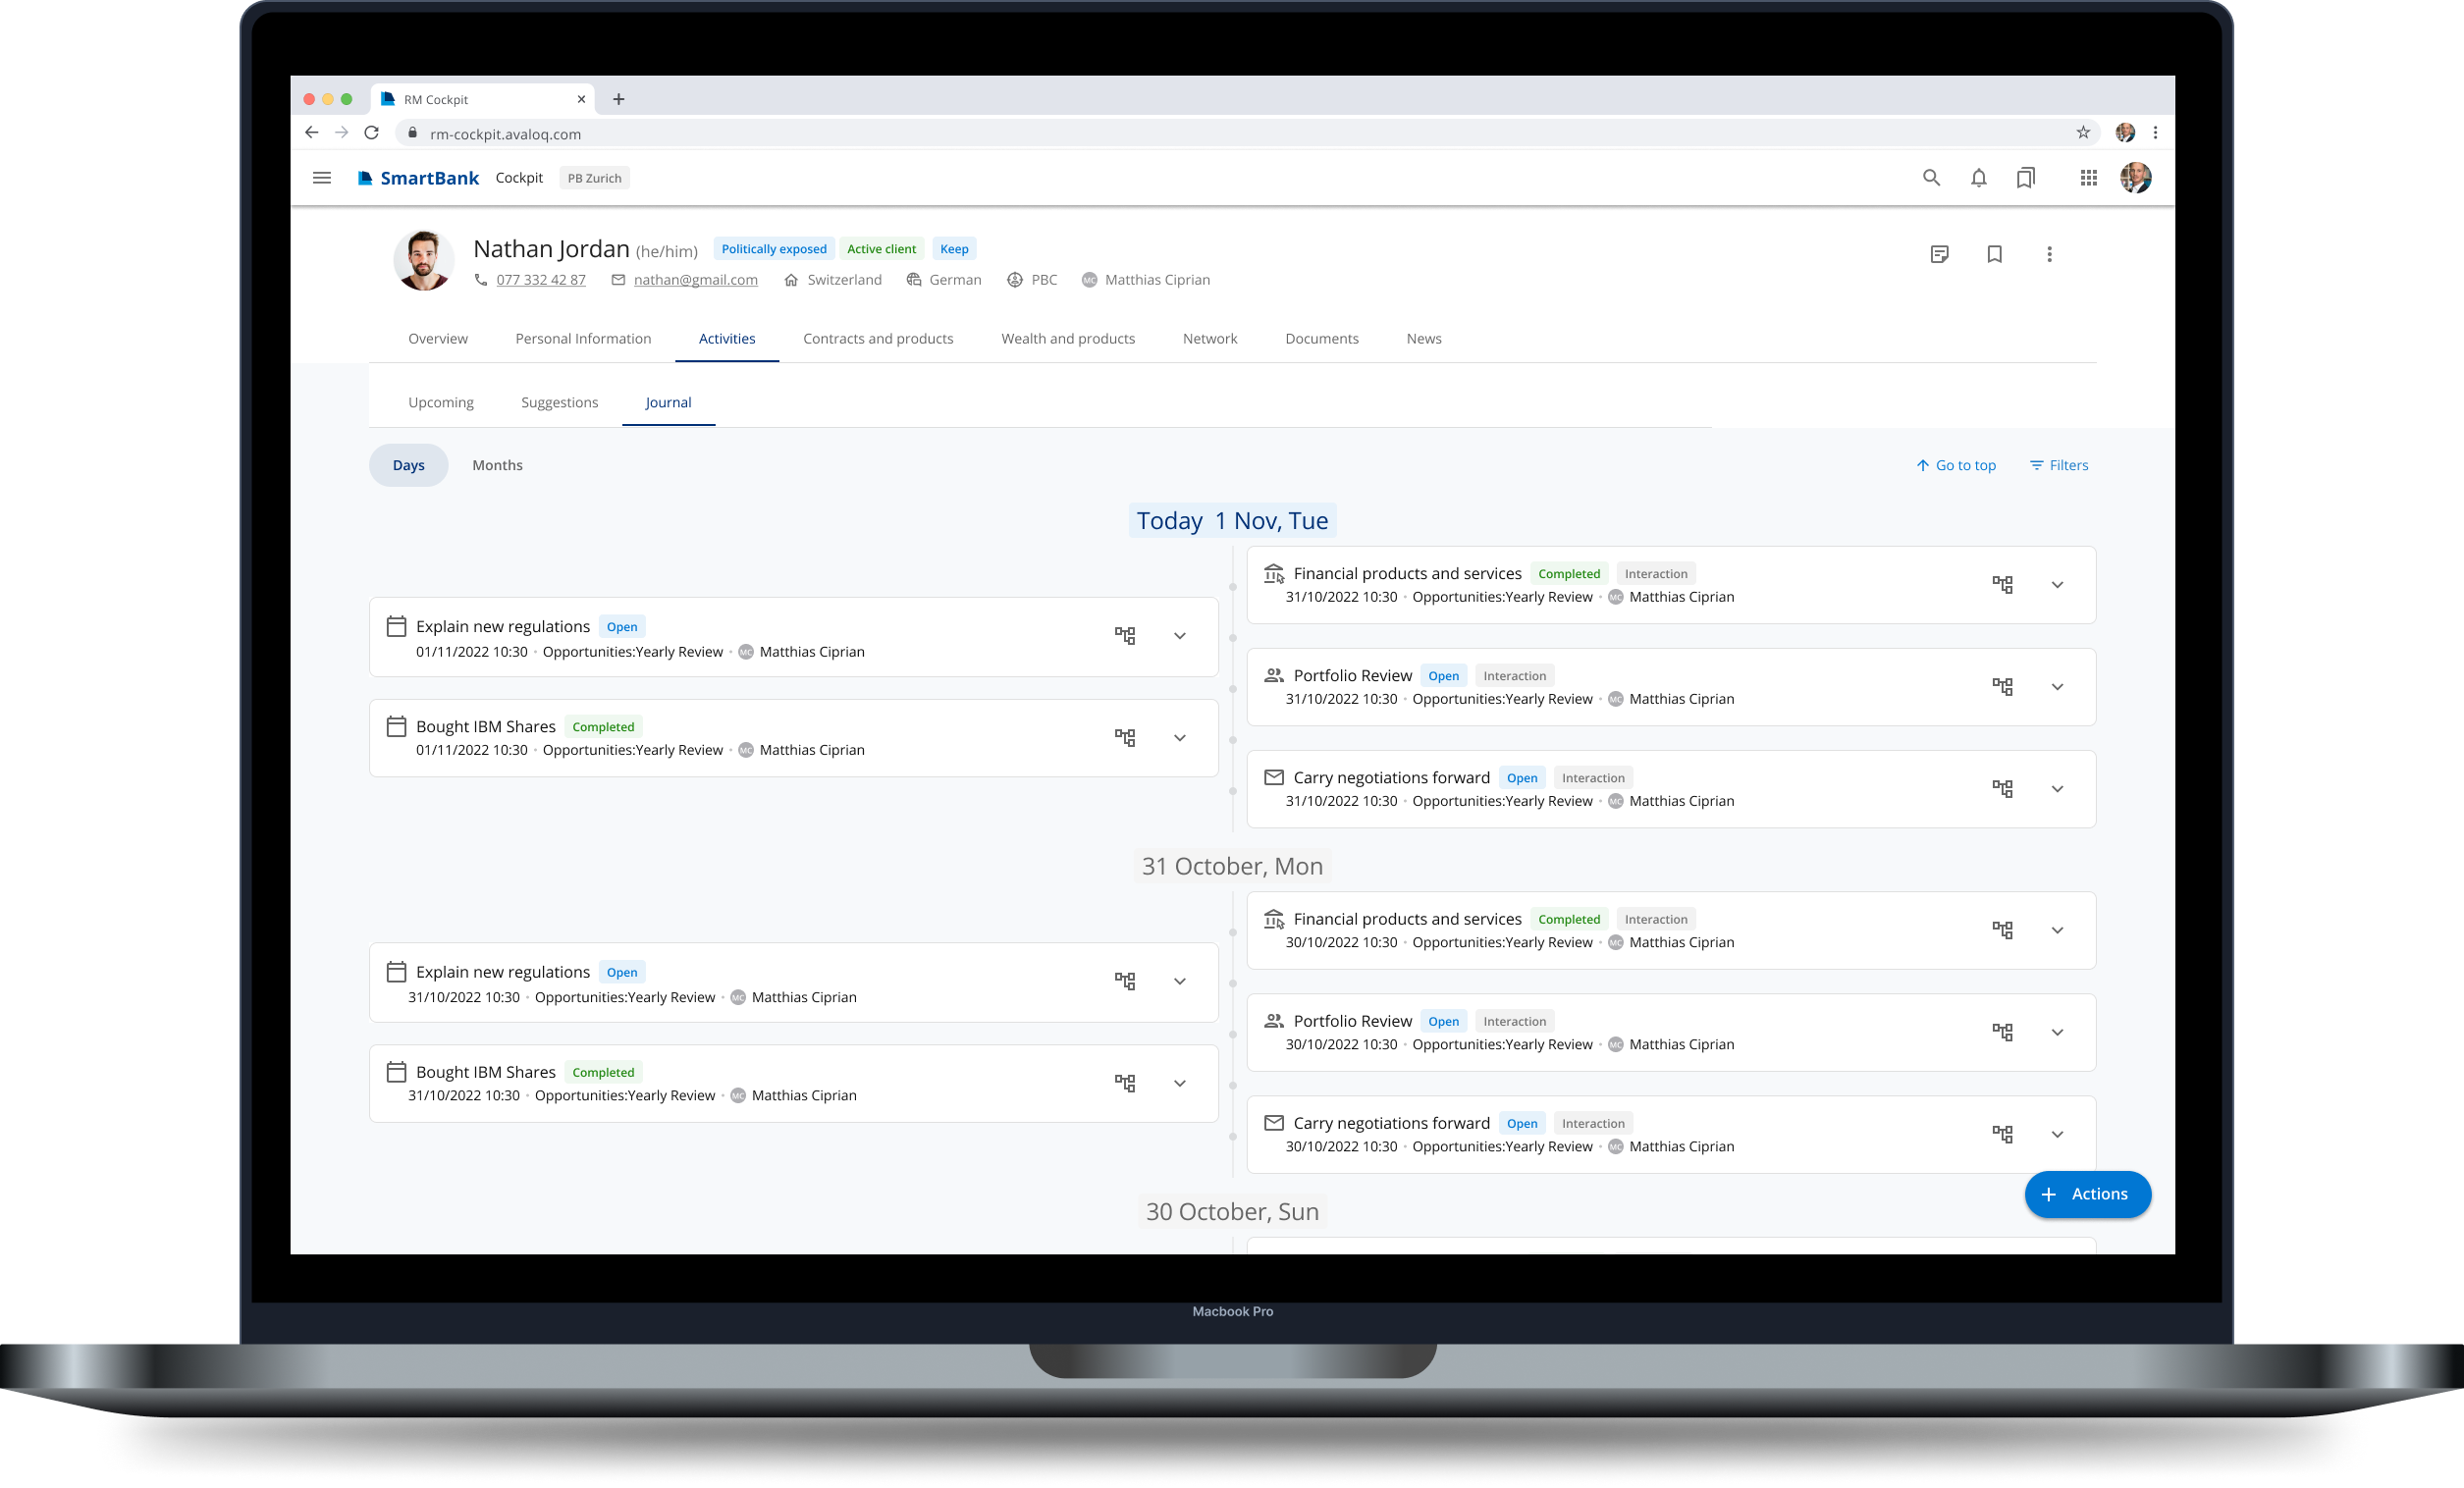 RM Cockpit
rm-cockpit.avaloq.com
SmartBank Cockpit PB Zurich
Nathan Jordan (he/him) Politically exposed Active client Keep
077 332 42 87 nathan@gmail.com Switzerland German PBC MC Matthias Ciprian
Overview Personal Information Activities Contracts and products Wealth and products Network Documents News
Upcoming Suggestions Journal
Days Months Go to top Filters
Today 1 Nov, Tue
Financial products and services Completed Interaction
31/10/2022 10:30 • Opportunities:Yearly Review • MC Matthias Ciprian
Explain new regulations Open
01/11/2022 10:30 • Opportunities:Yearly Review • MC Matthias Ciprian
Portfolio Review Open Interaction
31/10/2022 10:30 • Opportunities:Yearly Review • MC Matthias Ciprian
Bought IBM Shares Completed
01/11/2022 10:30 • Opportunities:Yearly Review • MC Matthias Ciprian
Carry negotiations forward Open Interaction
31/10/2022 10:30 • Opportunities:Yearly Review • MC Matthias Ciprian
31 October, Mon
Financial products and services Completed Interaction
30/10/2022 10:30 • Opportunities:Yearly Review • MC Matthias Ciprian
Explain new regulations Open
31/10/2022 10:30 • Opportunities:Yearly Review • MC Matthias Ciprian
Portfolio Review Open Interaction
30/10/2022 10:30 • Opportunities:Yearly Review • MC Matthias Ciprian
Bought IBM Shares Completed
31/10/2022 10:30 • Opportunities:Yearly Review • MC Matthias Ciprian
Carry negotiations forward Open Interaction
30/10/2022 10:30 • Opportunities:Yearly Review • MC Matthias Ciprian
Actions
30 October, Sun
Macbook Pro